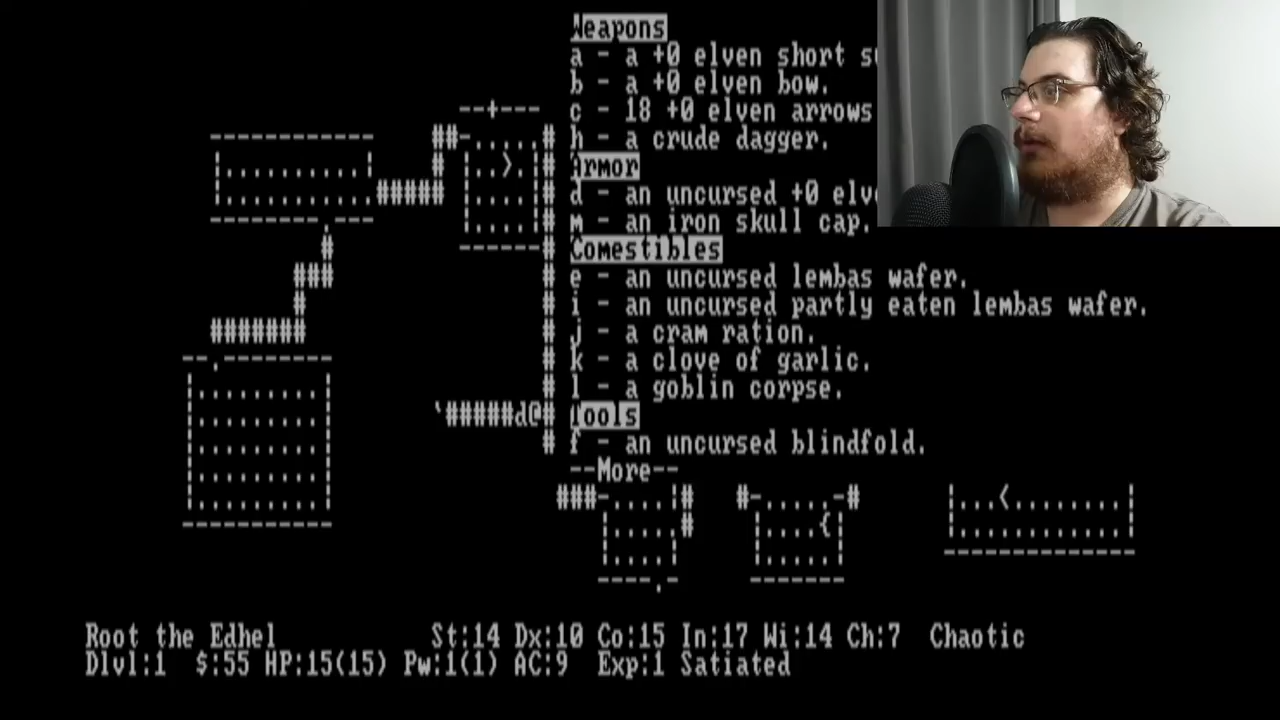 Weapons
a - a +0 elven short
b - a +0 elven bow.
c - 18 +0 elven arrows
h - a crude dagger.
Armor
d - an uncursed +0
m - an iron skull cap.
Comestibles
e - an uncursed lembas wafer.
i - an uncursed partly eaten lembas wafer.
j - a cram ration.
k - a clove of garlic.
l - a goblin corpse.
Tools
f - an uncursed blindfold.
--More--
Root the Edhel St:14 Dx:10 Co:15 In:17 Wi:14 Ch:7 Chaotic
Dlvl:1 $:55 HP:15(15) Pw:1(1) AC:9 Exp:1 Satiated